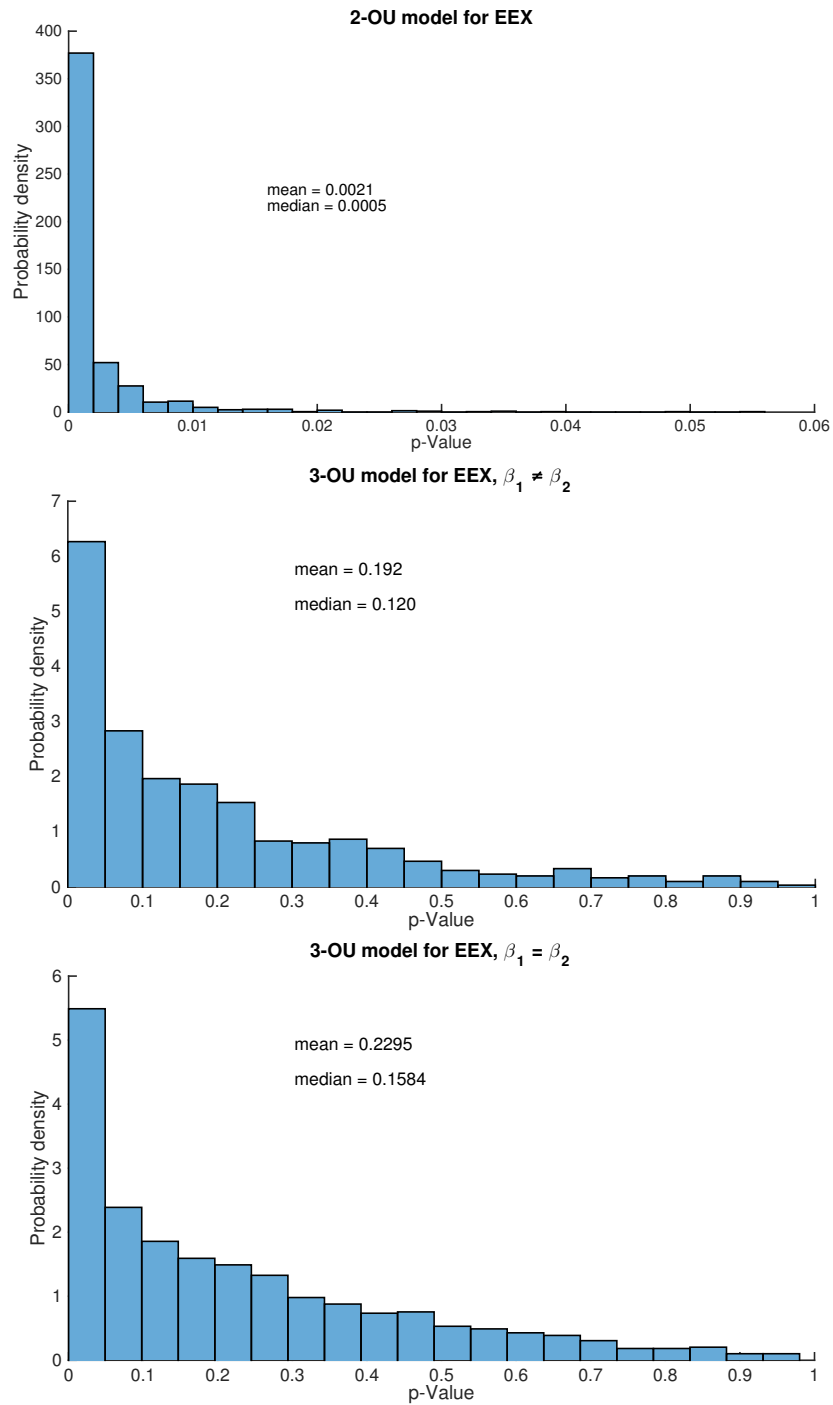 2-OU model for EEX
400
350
300
250
200
150
100
50
0
Probability density
mean = 0.0021
median = 0.0005
0 0.01 0.02 0.03 0.04 0.05 0.06
p-Value
3-OU model for EEX, β₁ ≠ β₂
7
6
5
4
3
2
1
0
Probability density
mean = 0.192
median = 0.120
0 0.1 0.2 0.3 0.4 0.5 0.6 0.7 0.8 0.9 1
p-Value
3-OU model for EEX, β₁ = β₂
6
5
4
3
2
1
0
Probability density
mean = 0.2295
median = 0.1584
0 0.1 0.2 0.3 0.4 0.5 0.6 0.7 0.8 0.9 1
p-Value